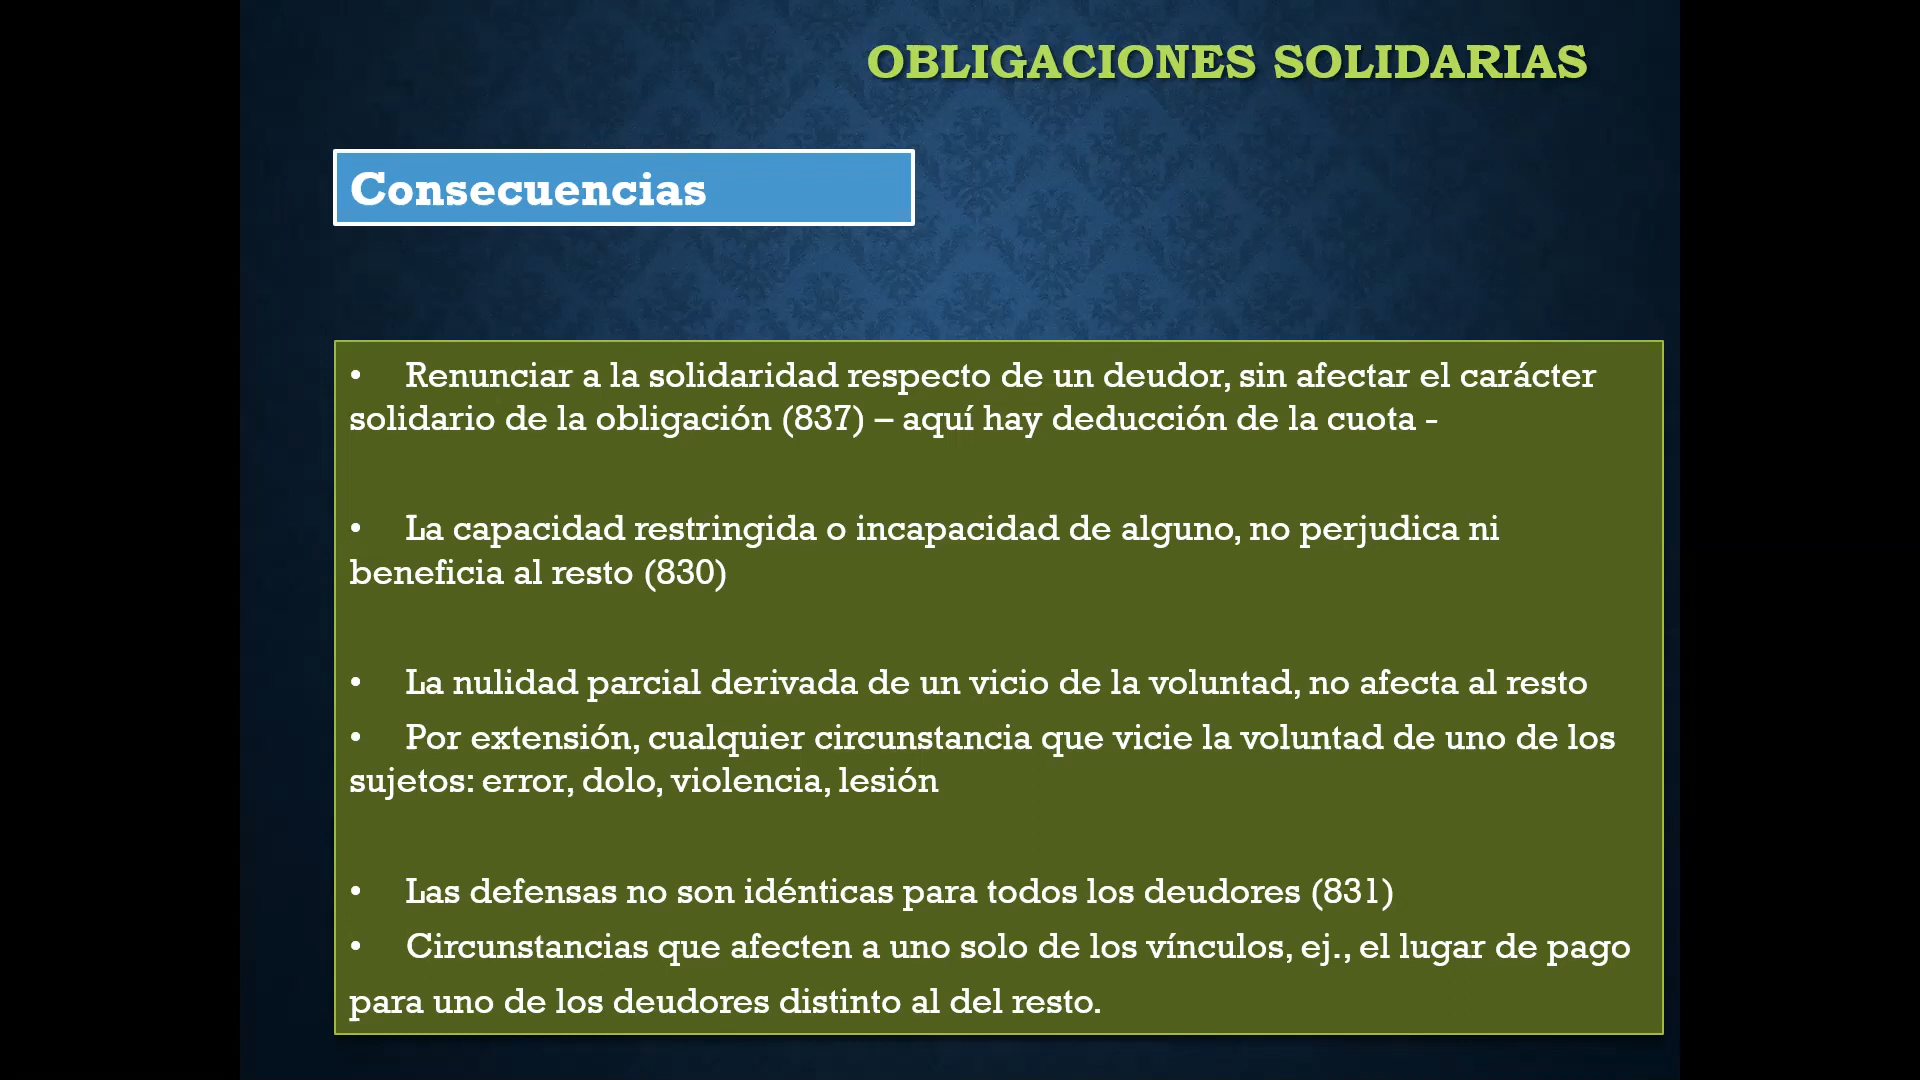 OBLIGACIONES SOLIDARIAS
Consecuencias
• Renunciar a la solidaridad respecto de un deudor, sin afectar el carácter
solidario de la obligación (837) – aquí hay deducción de la cuota -
• La capacidad restringida o incapacidad de alguno, no perjudica ni
beneficia al resto (830)
• La nulidad parcial derivada de un vicio de la voluntad, no afecta al resto
• Por extensión, cualquier circunstancia que vicie la voluntad de uno de los
sujetos: error, dolo, violencia, lesión
• Las defensas no son idénticas para todos los deudores (831)
• Circunstancias que afecten a uno solo de los vínculos, ej., el lugar de pago
para uno de los deudores distinto al del resto.